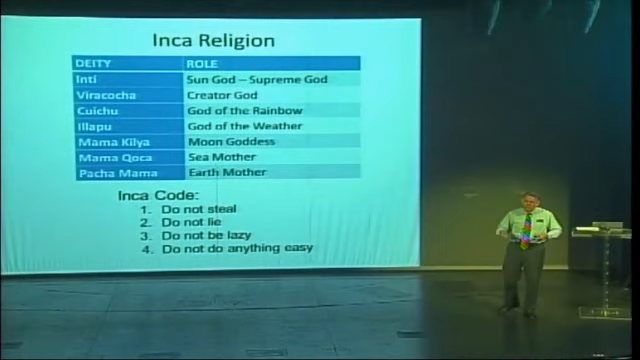 Inca Religion
DEITY ROLE
Inti Sun God – Supreme God
Viracocha Creator God
Cuichu God of the Rainbow
Illapu God of the Weather
Mama Kilya Moon Goddess
Mama Qoca Sea Mother
Pacha Mama Earth Mother
Inca Code:
1. Do not steal
2. Do not lie
3. Do not be lazy
4. Do not do anything easy